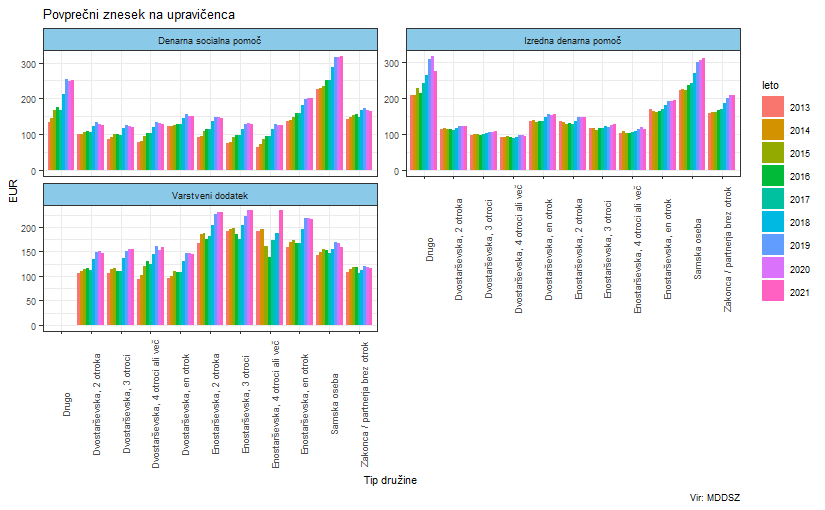 Povprečni znesek na upravičenca
Denarna socialna pomoč
Izredna denarna pomoč
300
200
100
0
300
200
100
0
Varstveni dodatek
200
150
100
50
0
EUR
Drugo
Dvostarševska, 2 otroka
Dvostarševska, 3 otroci
Dvostarševska, 4 otroci ali več
Dvostarševska, en otrok
Enostarševska, 2 otroka
Enostarševska, 3 otroci
Enostarševska, 4 otroci ali več
Enostarševska, en otrok
Samska oseba
Zakonca / partnerja brez otrok
Drugo
Dvostarševska, 2 otroka
Dvostarševska, 3 otroci
Dvostarševska, 4 otroci ali več
Dvostarševska, en otrok
Enostarševska, 2 otroka
Enostarševska, 3 otroci
Enostarševska, 4 otroci ali več
Enostarševska, en otrok
Samska oseba
Zakonca / partnerja brez otrok
Tip družine
leto
2013
2014
2015
2016
2017
2018
2019
2020
2021
Vir: MDDSZ